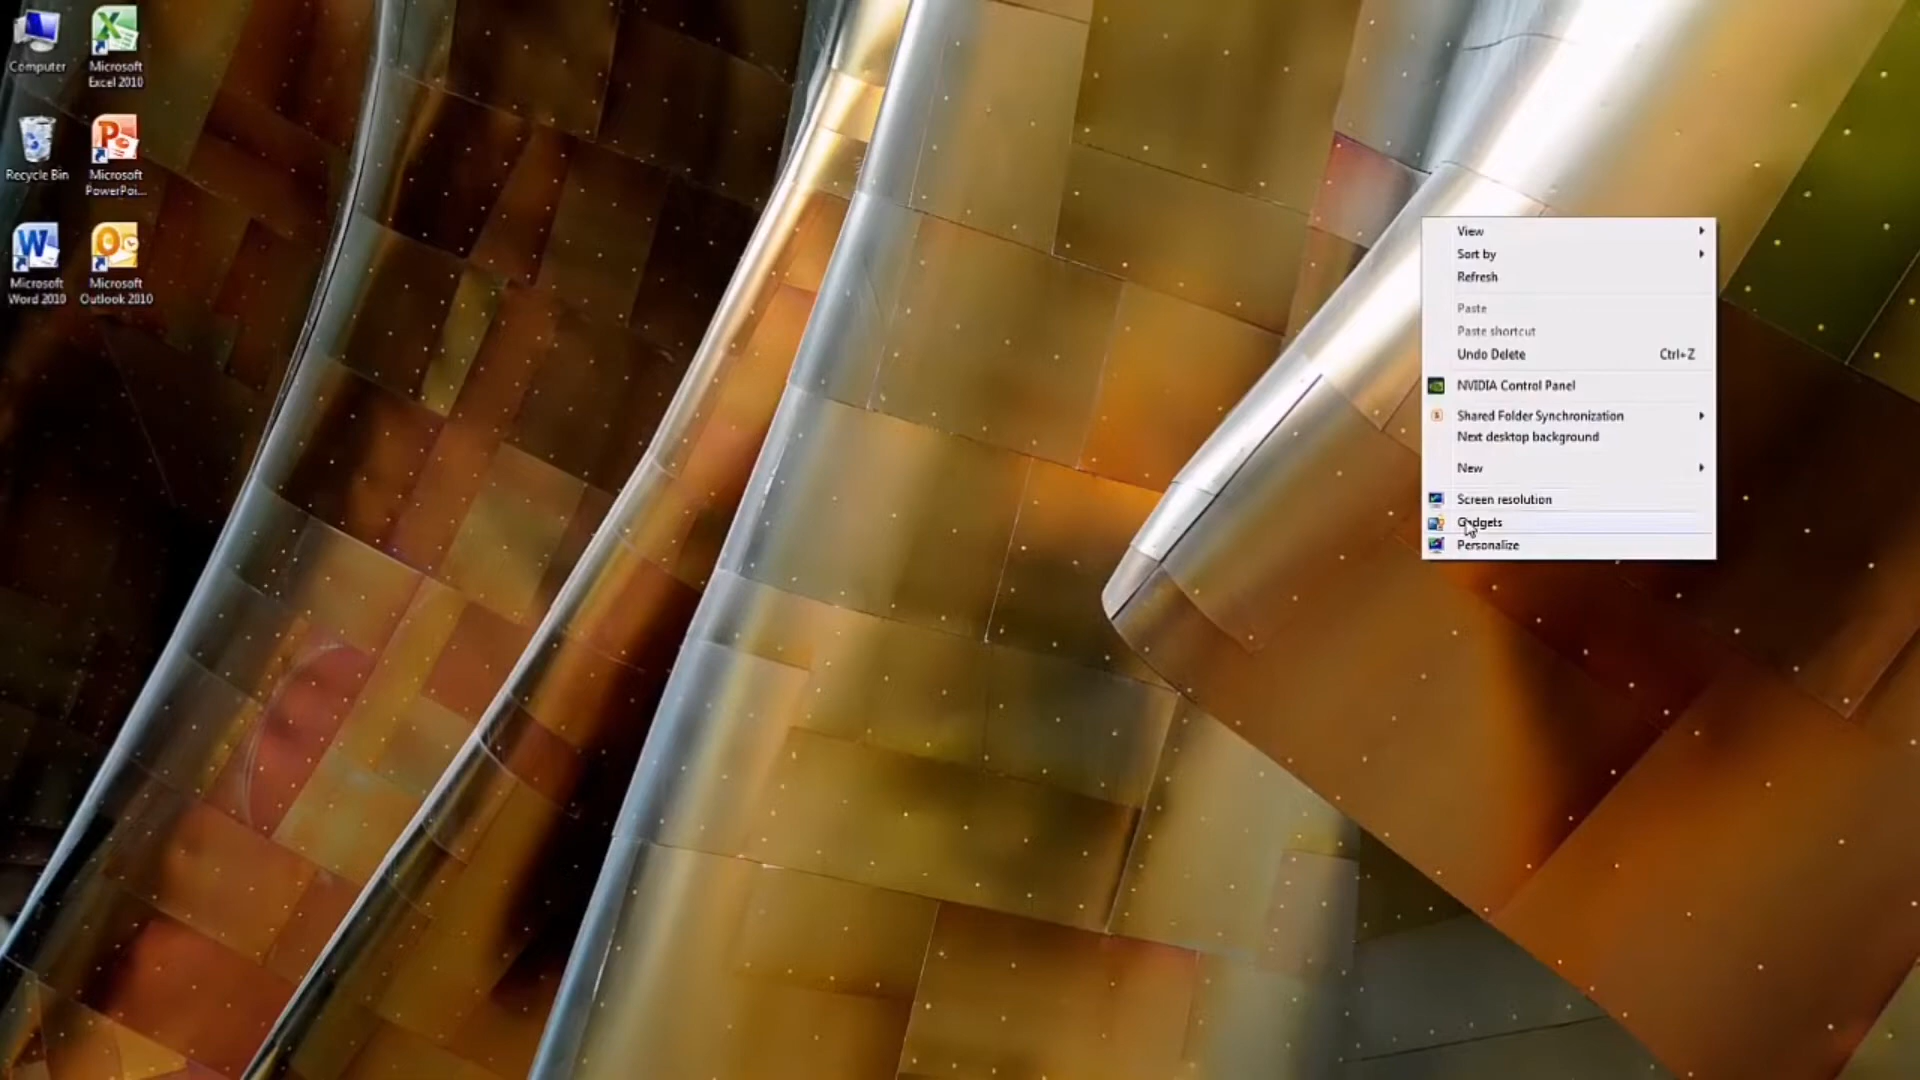 Computer
Microsoft
Excel 2010
Recycle Bin
Microsoft
PowerPoi...
Microsoft
Word 2010
Microsoft
Outlook 2010
View
Sort by
Refresh
Paste
Paste shortcut
Undo Delete Ctrl+Z
NVIDIA Control Panel
Shared Folder Synchronization
Next desktop background
New
Screen resolution
Gadgets
Personalize